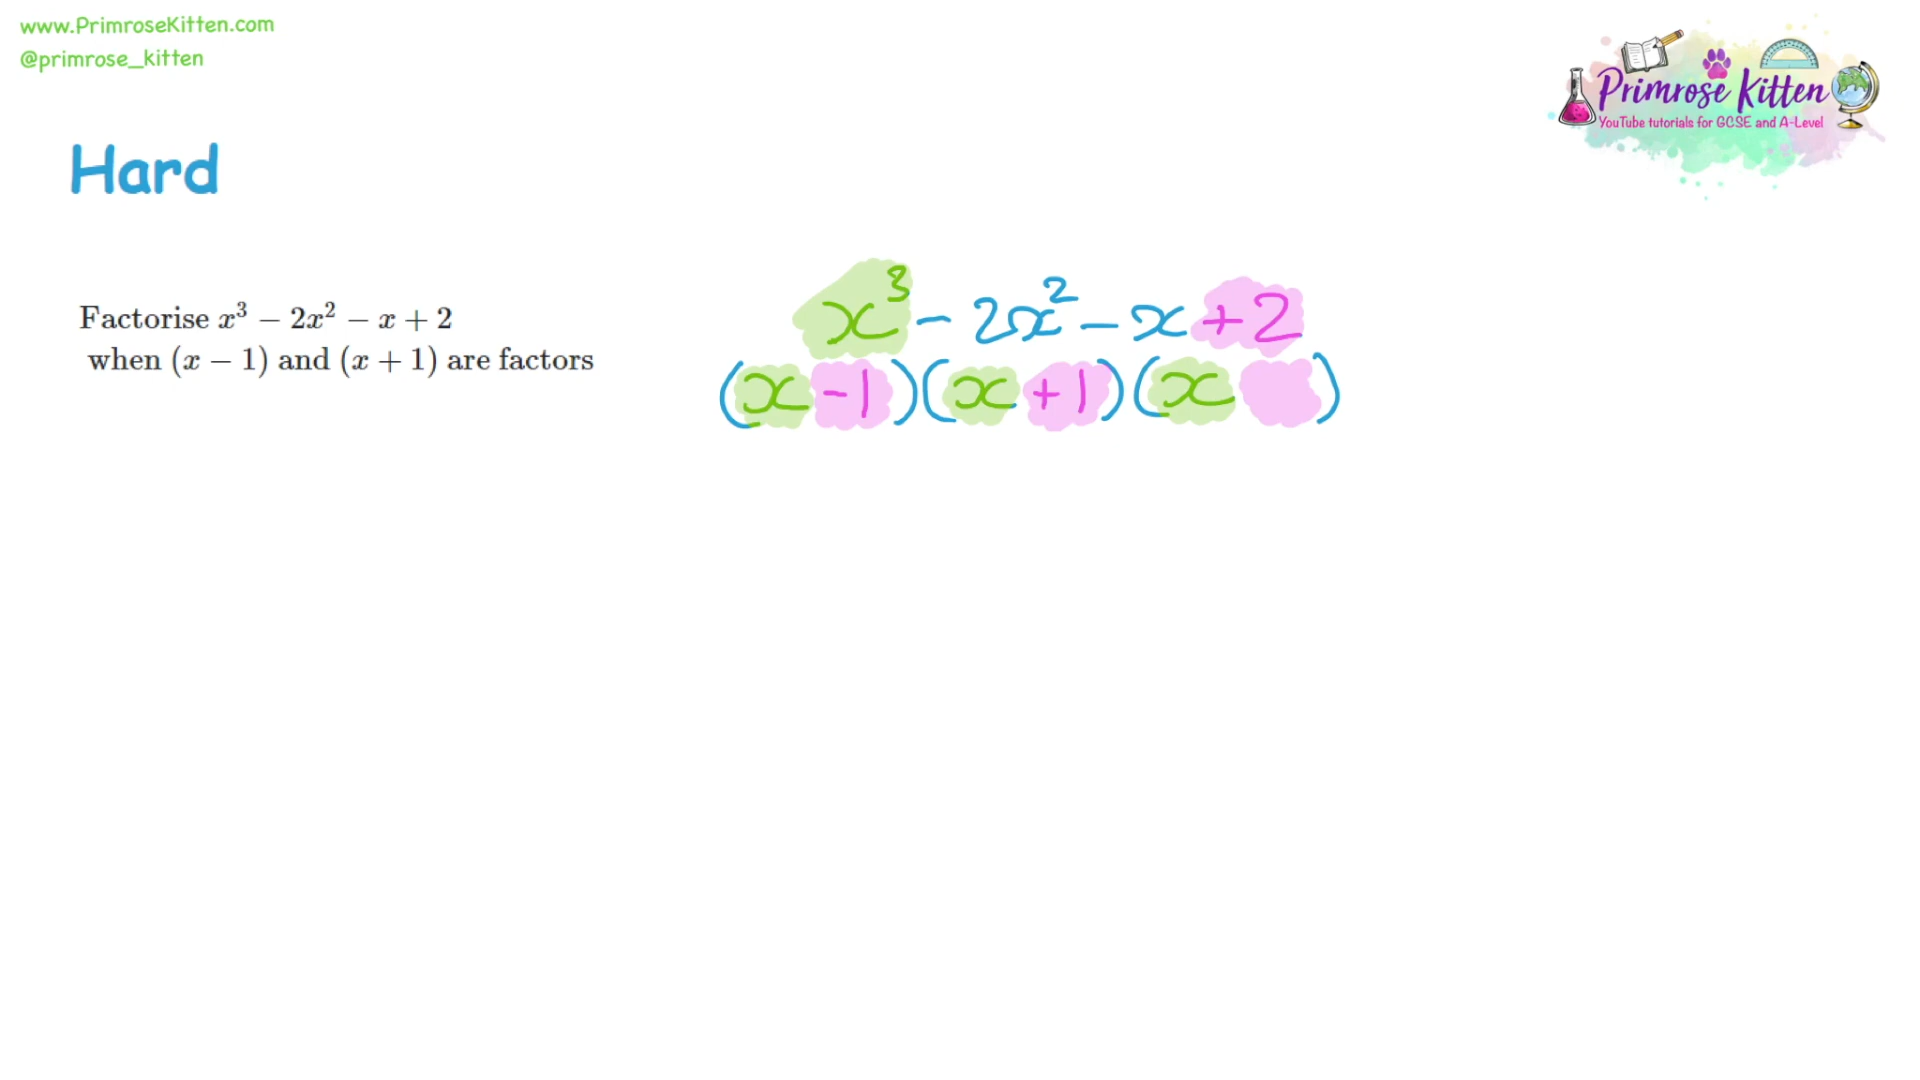 www.PrimroseKitten.com
@primrose_kitten
Primrose Kitten
YouTube tutorials for GCSE and A-Level
Hard
Factorise x³ − 2x² − x + 2
when (x − 1) and (x + 1) are factors
x³ − 2x² − x + 2
(x − 1)(x + 1)(x )